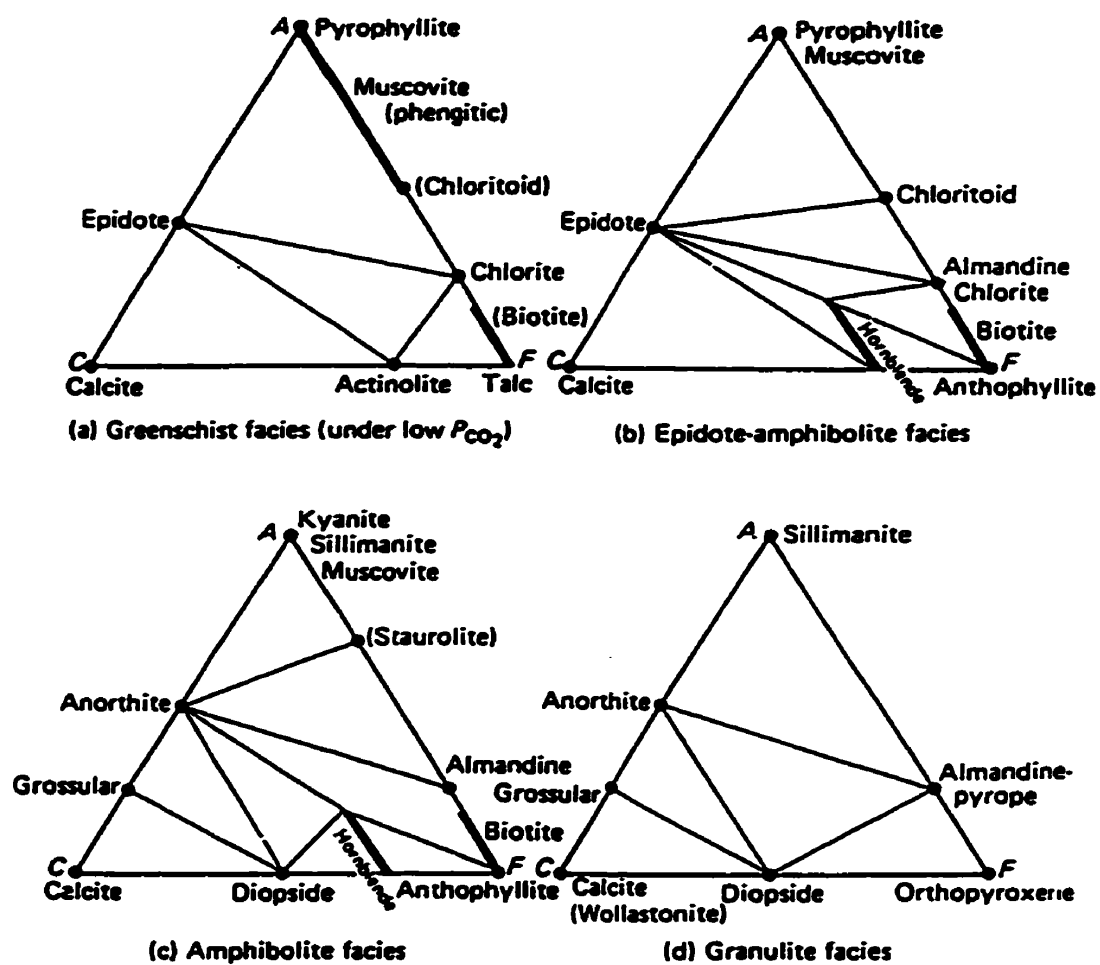 A Pyrophyllite
Muscovite
(phengitic)
(Chloritoid)
Epidote
Chlorite
(Biotite)
C
F
Calcite
Actinolite
Talc
(a) Greenschist facies (under low PCO2)
A Pyrophyllite
Muscovite
Chloritoid
Epidote
Almandine
Chlorite
Biotite
Hornblende
C
F
Calcite
Anthophyllite
(b) Epidote-amphibolite facies
A Kyanite
Sillimanite
Muscovite
(Staurolite)
Anorthite
Grossular
Almandine
Biotite
Hornblende
C
F
Calcite
Diopside
Anthophyllite
(c) Amphibolite facies
A Sillimanite
Anorthite
Grossular
Almandine-
pyrope
C
F
Calcite
(Wollastonite)
Diopside
Orthopyroxene
(d) Granulite facies